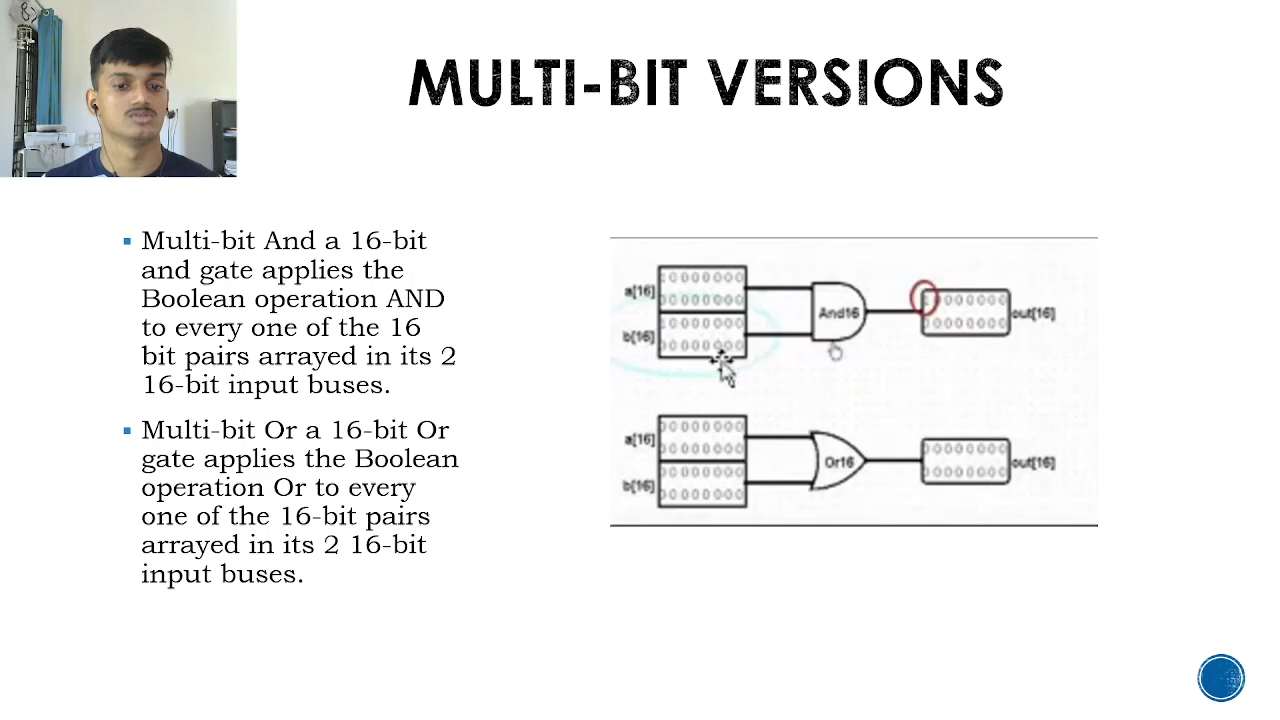 MULTI-BIT VERSIONS
Multi-bit And a 16-bit
and gate applies the
Boolean operation AND
to every one of the 16
bit pairs arrayed in its 2
16-bit input buses.
Multi-bit Or a 16-bit Or
gate applies the Boolean
operation Or to every
one of the 16-bit pairs
arrayed in its 2 16-bit
input buses.
a[16]
b[16]
And16
out[16]
a[16]
b[16]
Or16
out[16]